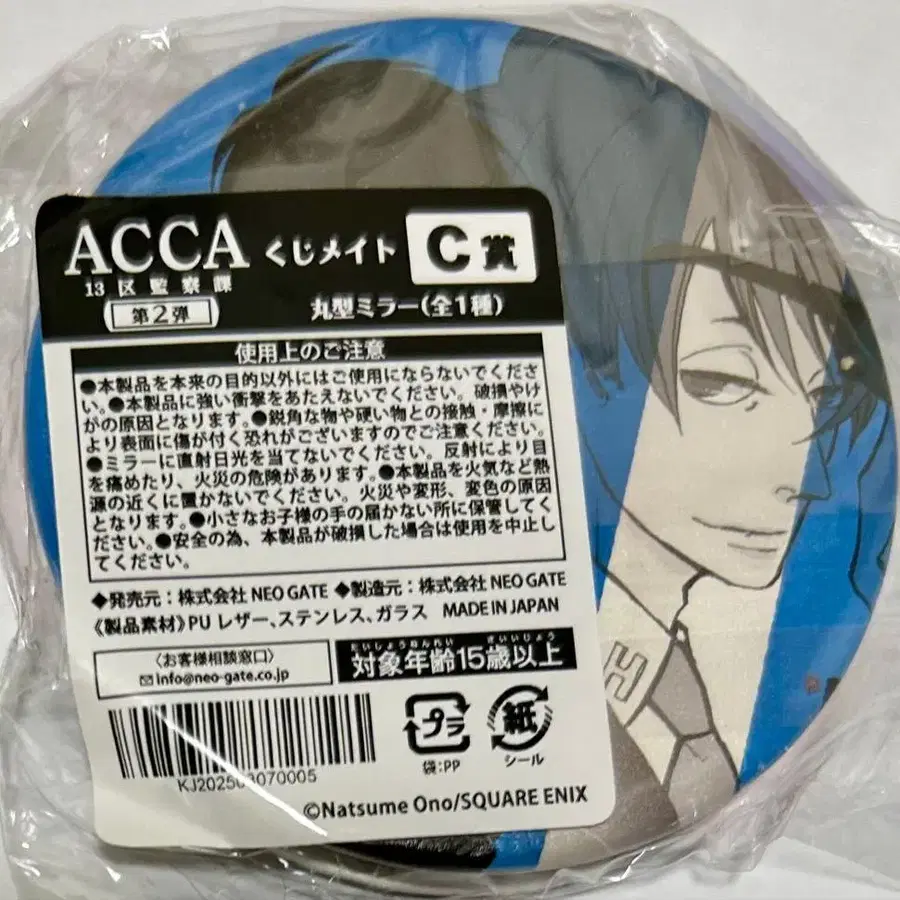 ACCA くじメイト C賞
13区監察課
第2弾 丸型ミラー(全1種)
使用上のご注意
●本製品を本来の目的以外にはご使用にならないでくださ
い。●本製品に強い衝撃をあたえないでください。破損やけ
がの原因となります。●鋭角な物や硬い物との接触・摩擦に
より表面に傷が付く恐れがございますのでご注意ください。
●ミラーに直射日光を当てないでください。反射により目
を痛めたり、火災の危険があります。●本製品を火気など熱
源の近くに置かないでください。火災や変形、変色の原因
となります。●小さなお子様の手の届かない所に保管してく
ださい。●安全の為、本製品が破損した場合は使用を中止し
てください。
◆発売元:株式会社 NEO GATE ◆製造元:株式会社 NEO GATE
《製品素材》PU レザー、ステンレス、ガラス MADE IN JAPAN
〈お客様相談窓口〉
✉info@neo-gate.co.jp
たいしょうねんれい さいいじょう
対象年齢15歳以上
プラ 紙
袋:PP シール
©Natsume Ono/SQUARE ENIX
H